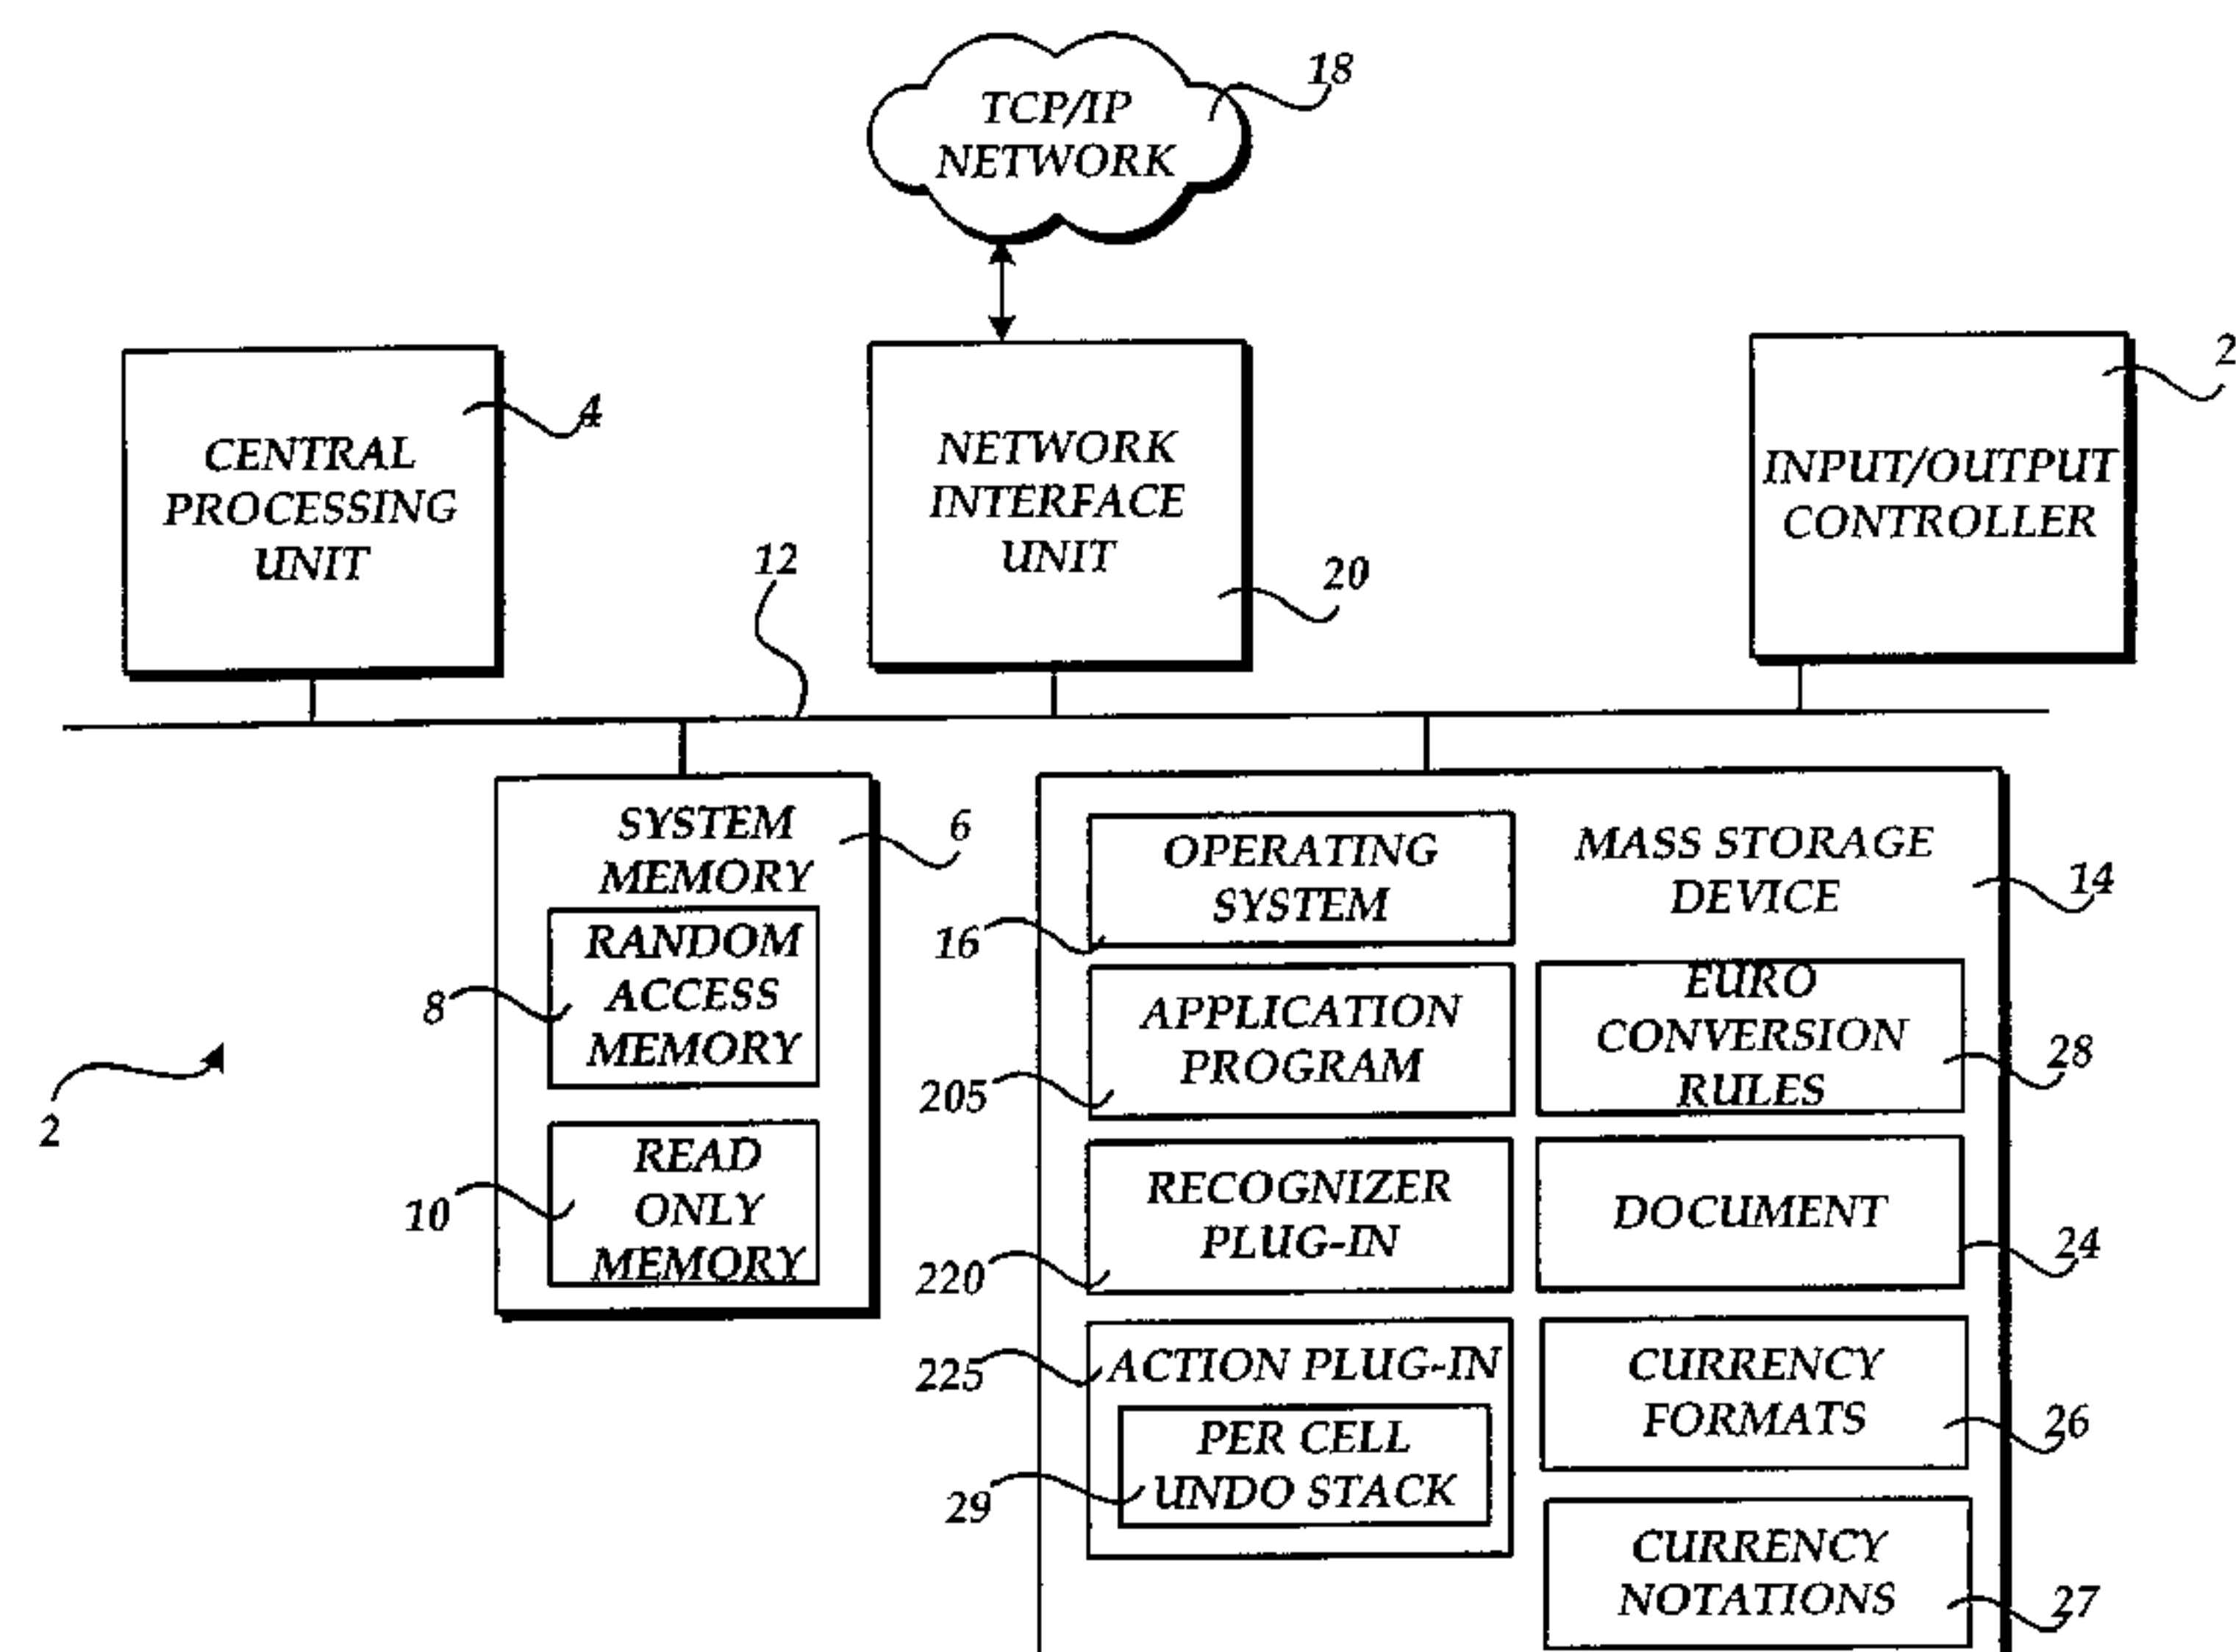 18
TCP/IP
NETWORK
CENTRAL
PROCESSING
UNIT
4
NETWORK
INTERFACE
UNIT
20
INPUT/OUTPUT
CONTROLLER
2
12
SYSTEM
MEMORY
6
RANDOM
ACCESS
MEMORY
8
READ
ONLY
MEMORY
10
2
MASS STORAGE
DEVICE
14
OPERATING
SYSTEM
16
APPLICATION
PROGRAM
205
EURO
CONVERSION
RULES
28
RECOGNIZER
PLUG-IN
220
DOCUMENT
24
225
ACTION PLUG-IN
PER CELL
UNDO STACK
29
CURRENCY
FORMATS
26
CURRENCY
NOTATIONS
27